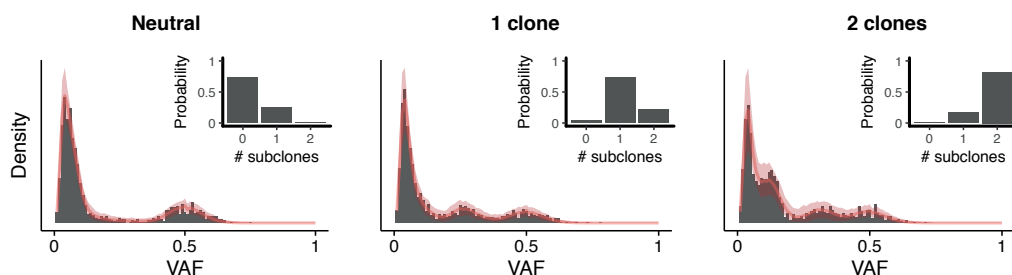 Neutral
1 clone
2 clones
Density
Probability
1
0.5
0
0 1 2
# subclones
Probability
1
0.5
0
0 1 2
# subclones
Probability
1
0.5
0
0 1 2
# subclones
0 0.5 1
VAF
0 0.5 1
VAF
0 0.5 1
VAF